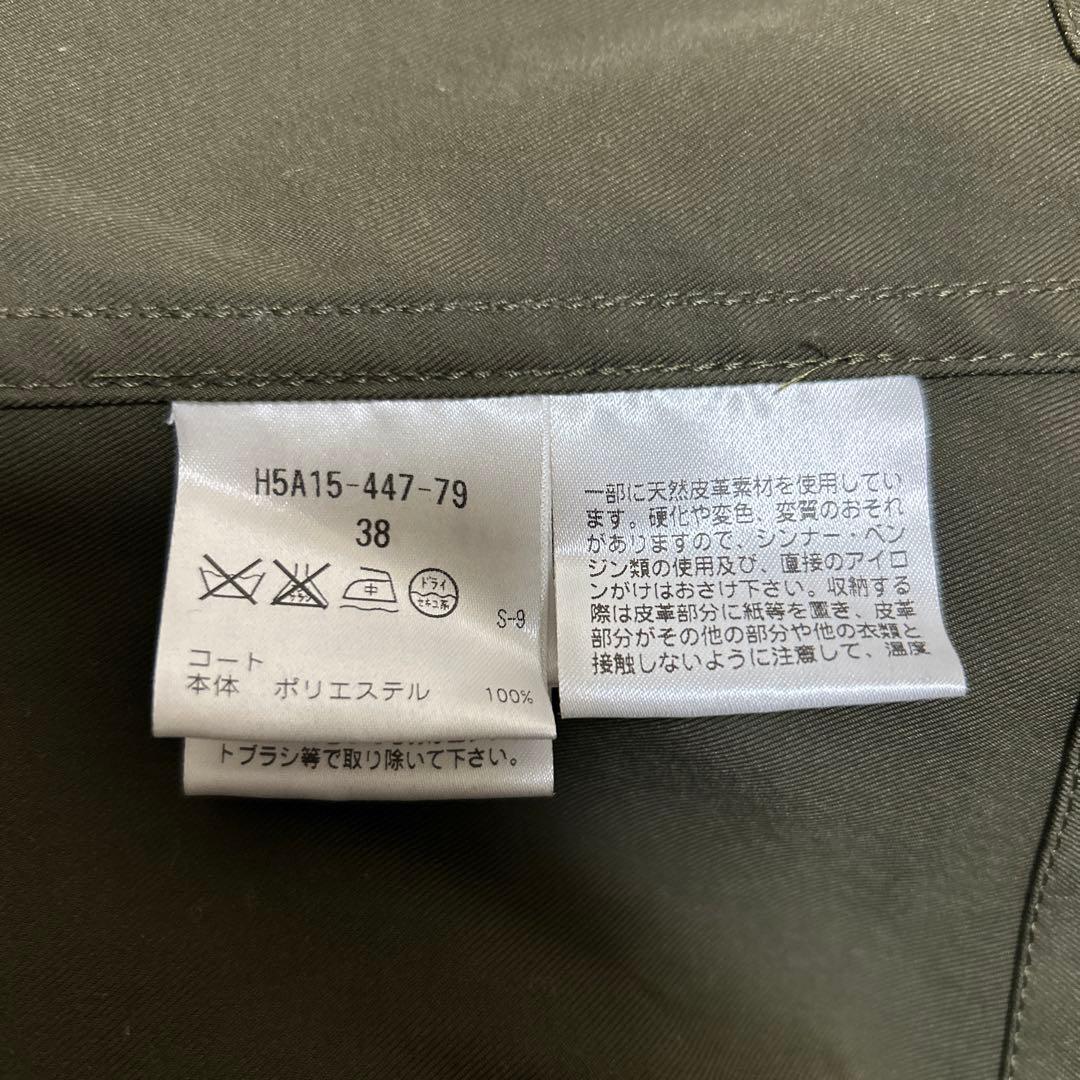 H5A15-447-79
38
中
ドライ
セキユ系
S-9
コート
本体 ポリエステル 100%
トブラシ等で取り除いて下さい。
一部に天然皮革素材を使用してい
ます。硬化や変色、変質のおそれ
がありますので、シンナー・ベン
ジン類の使用及び、直接のアイロ
ンがけはおさけ下さい。収納する
際は皮革部分に紙等を置き、皮革
部分がその他の部分や他の衣類と
接触しないように注意して、温度